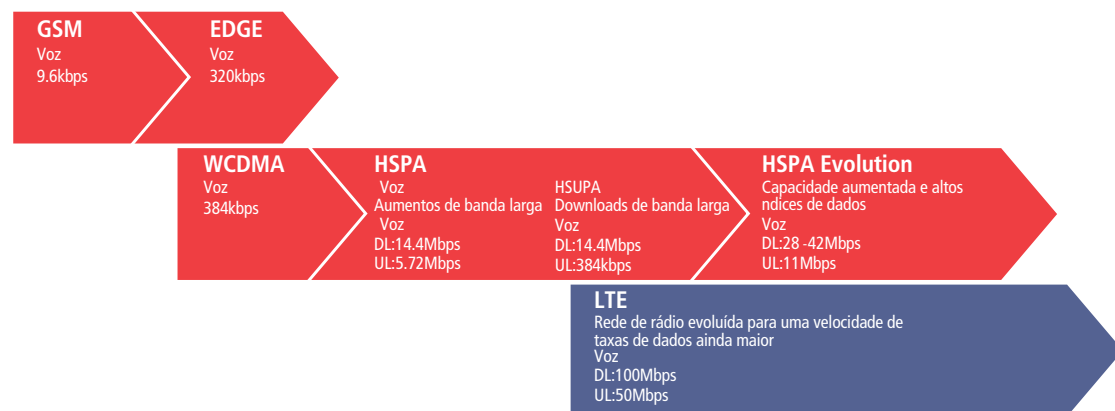 GSM
Voz
9.6kbps
EDGE
Voz
320kbps
WCDMA
Voz
384kbps
HSPA
Voz
Aumentos de banda larga
Voz
DL:14.4Mbps
UL:5.72Mbps
HSUPA
Downloads de banda larga
Voz
DL:14.4Mbps
UL:384kbps
HSPA Evolution
Capacidade aumentada e altos
ndices de dados
Voz
DL:28 -42Mbps
UL:11Mbps
LTE
Rede de rádio evoluída para uma velocidade de
taxas de dados ainda maior
Voz
DL:100Mbps
UL:50Mbps